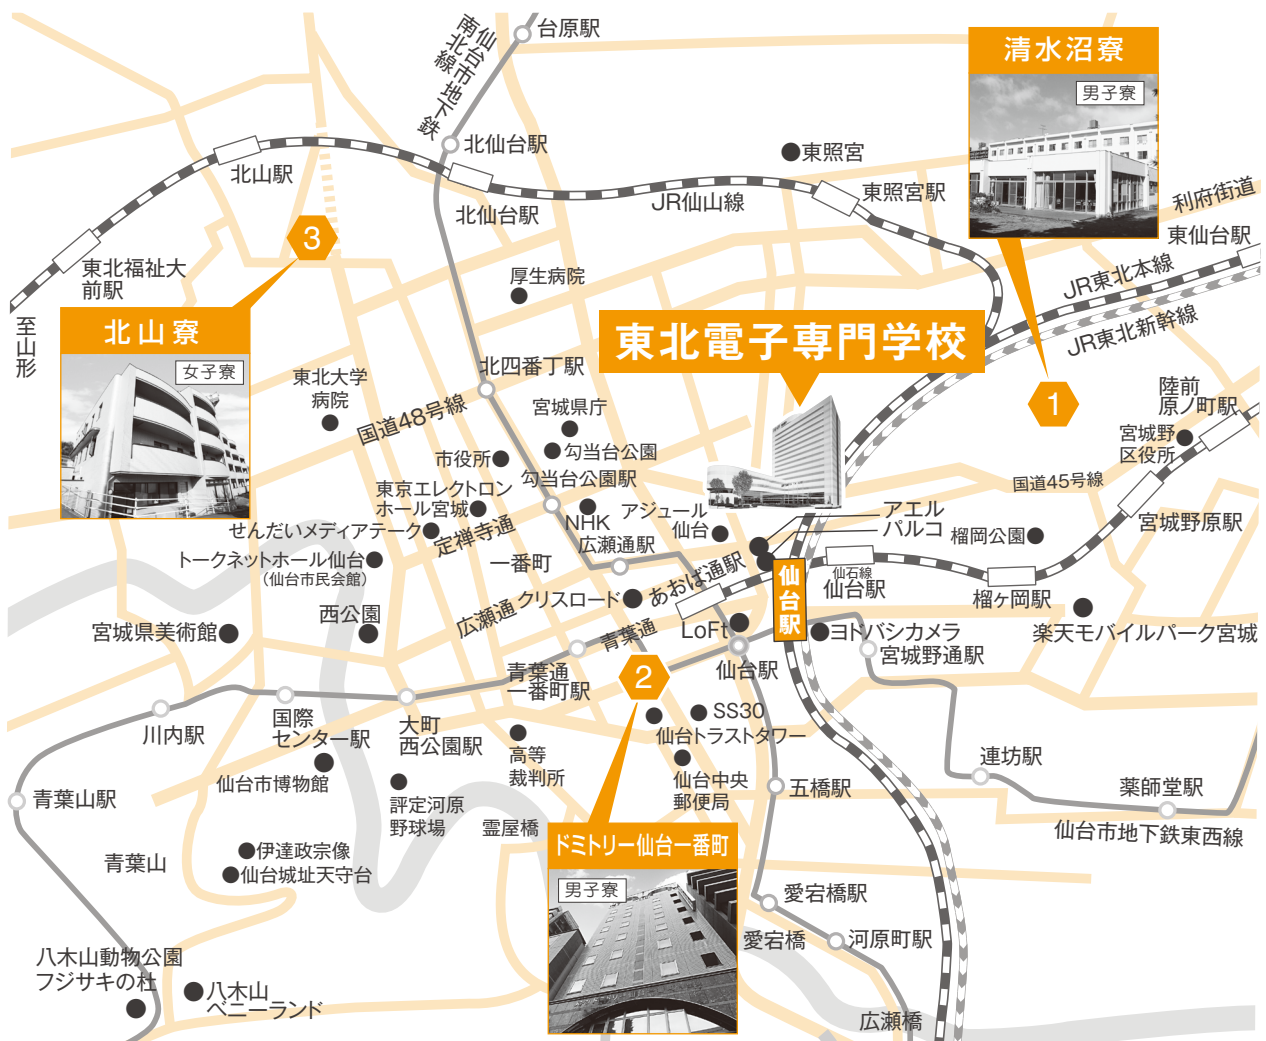 台原駅
仙台市地下鉄
南北線
清水沼寮
男子寮
北仙台駅
東照宮
北山駅
北仙台駅
JR仙山線
東照宮駅
利府街道
東仙台駅
3
東北福祉大
前駅
厚生病院
JR東北本線
至山形
北山寮
女子寮
東北電子専門学校
JR東北新幹線
北四番丁駅
東北大学
病院
国道48号線
宮城県庁
1
陸前
原ノ町駅
宮城野
区役所
勾当台公園
市役所
勾当台公園駅
国道45号線
東京エレクトロン
ホール宮城
アジュール
仙台
アエル
パルコ
宮城野原駅
せんだいメディアテーク
定禅寺通
NHK
広瀬通駅
榴岡公園
トークネットホール仙台
（仙台市民会館）
一番町
あおば通駅
仙台駅
仙石線
仙台駅
榴ヶ岡駅
西公園
広瀬通
クリスロード
宮城県美術館
青葉通
LoFt
ヨドバシカメラ
楽天モバイルパーク宮城
宮城野通駅
仙台駅
青葉通
一番町駅
2
川内駅
国際
センター駅
大町
西公園駅
SS30
仙台トラストタワー
高等
裁判所
連坊駅
仙台市博物館
仙台中央
郵便局
五橋駅
青葉山駅
評定河原
野球場
薬師堂駅
霊屋橋
仙台市地下鉄東西線
ドミトリー仙台一番町
男子寮
青葉山
伊達政宗像
仙台城址天守台
愛宕橋駅
愛宕橋
河原町駅
八木山動物公園
フジサキの杜
八木山
ベニーランド
広瀬橋